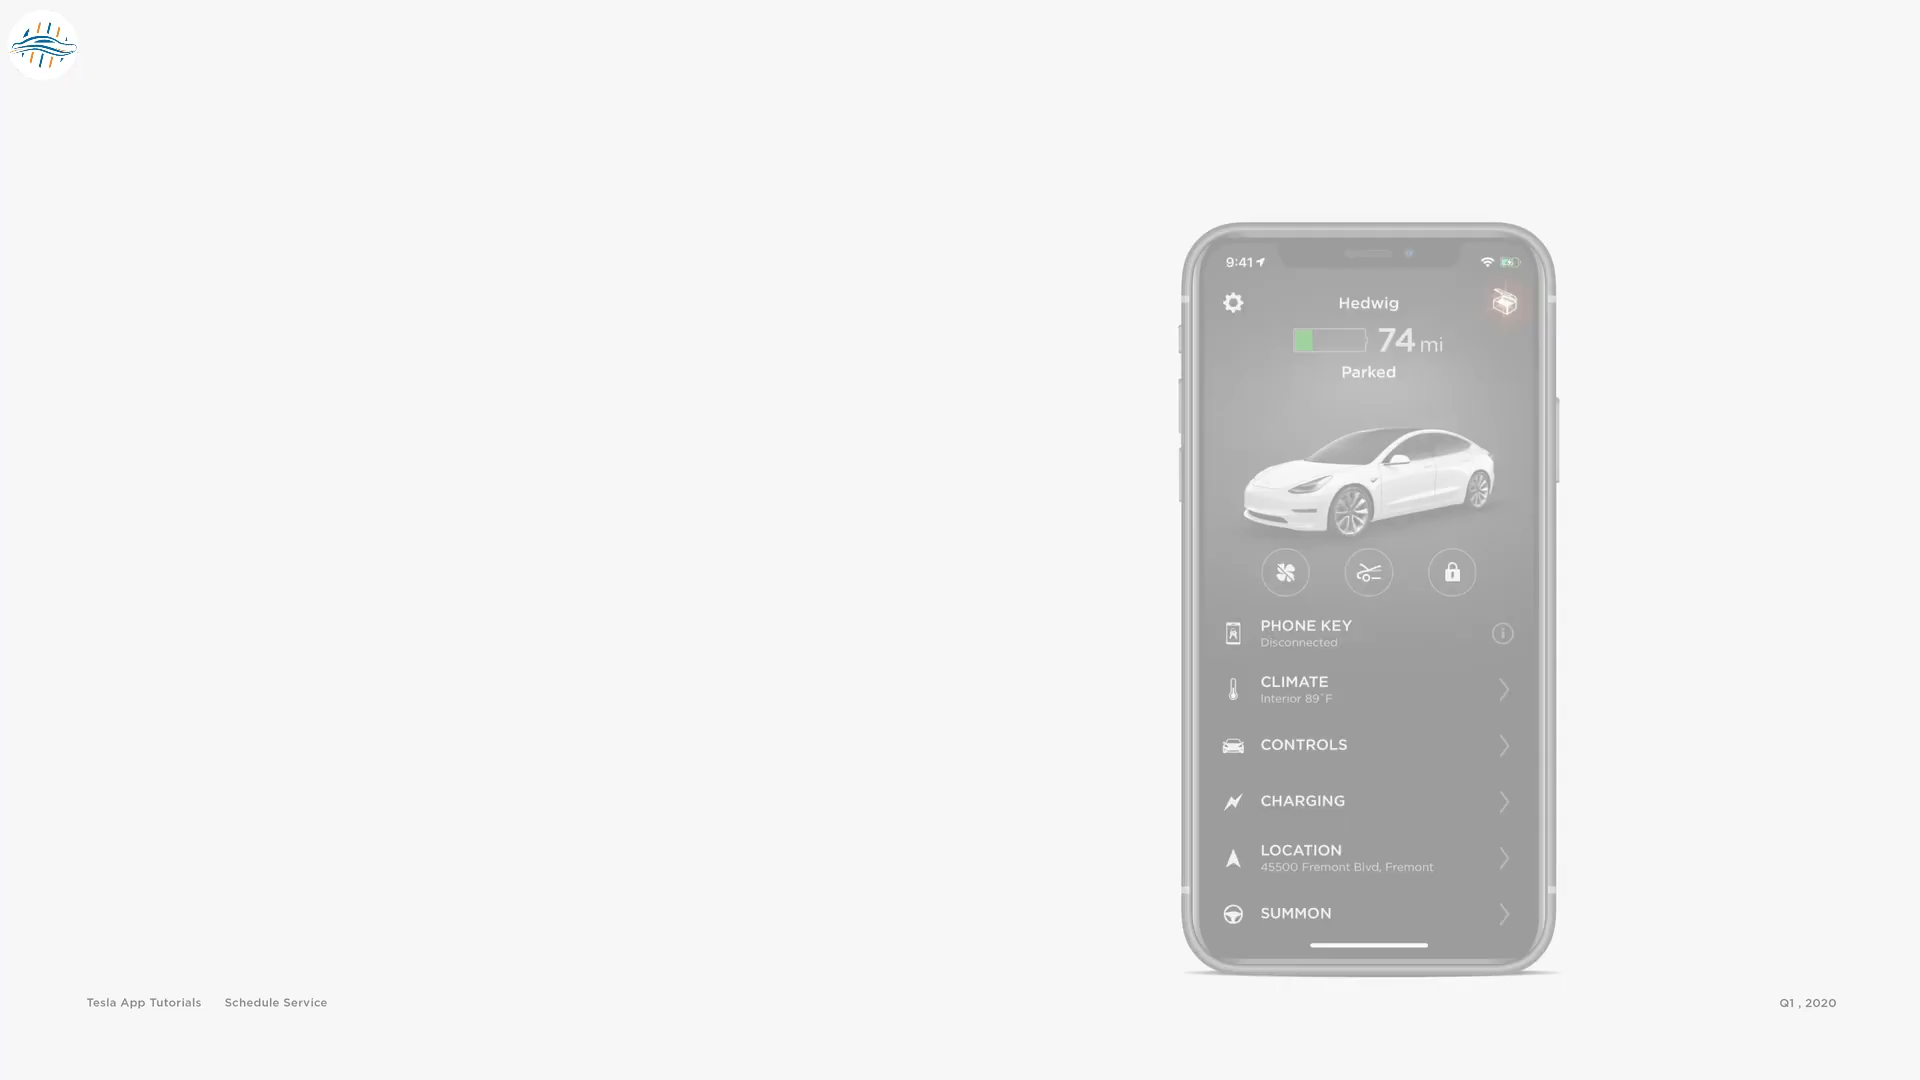 9:41
Hedwig
74 mi
Parked
PHONE KEY
Disconnected
CLIMATE
Interior 89°F
CONTROLS
CHARGING
LOCATION
45500 Fremont Blvd, Fremont
SUMMON
Tesla App Tutorials Schedule Service
Q1 , 2020